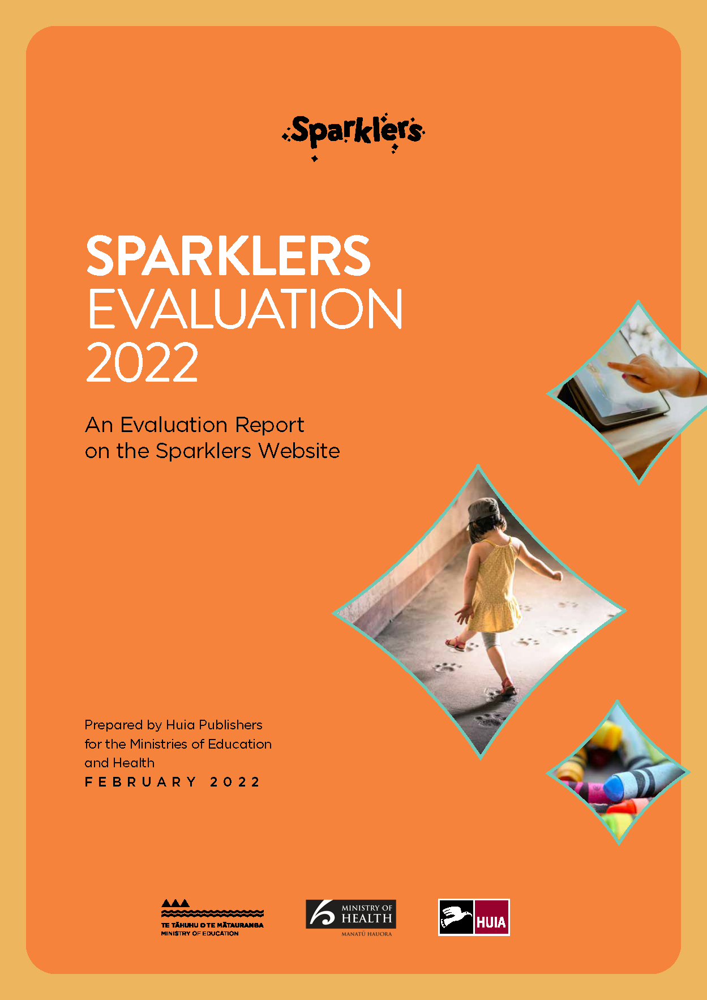 Sparklers
SPARKLERS
EVALUATION
2022
An Evaluation Report
on the Sparklers Website
Prepared by Huia Publishers
for the Ministries of Education
and Health
FEBRUARY 2022
TE TĀHUHU O TE MĀTAURANGA
MINISTRY OF EDUCATION
MINISTRY OF
HEALTH
MANATŪ HAUORA
HUIA